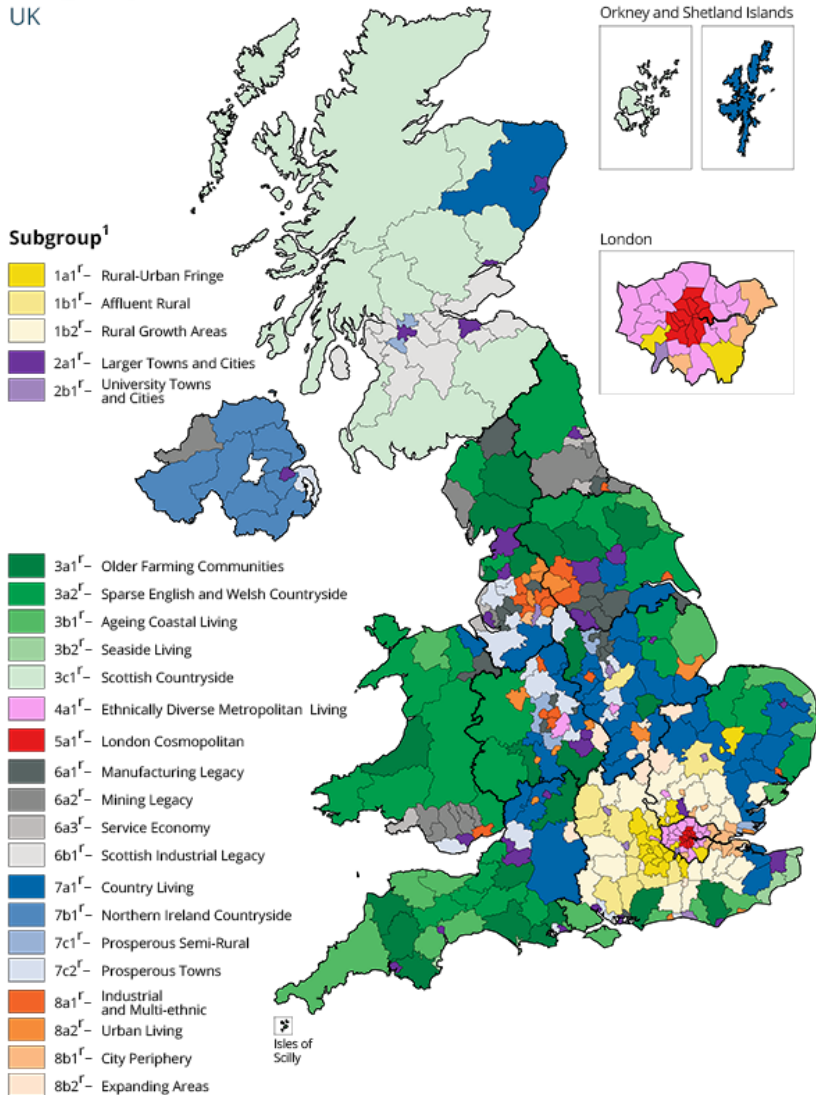 UK
Orkney and Shetland Islands
Subgroup¹
1a1ʳ– Rural-Urban Fringe
1b1ʳ– Affluent Rural
1b2ʳ– Rural Growth Areas
2a1ʳ– Larger Towns and Cities
2b1ʳ– University Towns
and Cities
London
3a1ʳ– Older Farming Communities
3a2ʳ– Sparse English and Welsh Countryside
3b1ʳ– Ageing Coastal Living
3b2ʳ– Seaside Living
3c1ʳ– Scottish Countryside
4a1ʳ– Ethnically Diverse Metropolitan Living
5a1ʳ– London Cosmopolitan
6a1ʳ– Manufacturing Legacy
6a2ʳ– Mining Legacy
6a3ʳ– Service Economy
6b1ʳ– Scottish Industrial Legacy
7a1ʳ– Country Living
7b1ʳ– Northern Ireland Countryside
7c1ʳ– Prosperous Semi-Rural
7c2ʳ– Prosperous Towns
8a1ʳ– Industrial
and Multi-ethnic
8a2ʳ– Urban Living
8b1ʳ– City Periphery
8b2ʳ– Expanding Areas
Isles of
Scilly